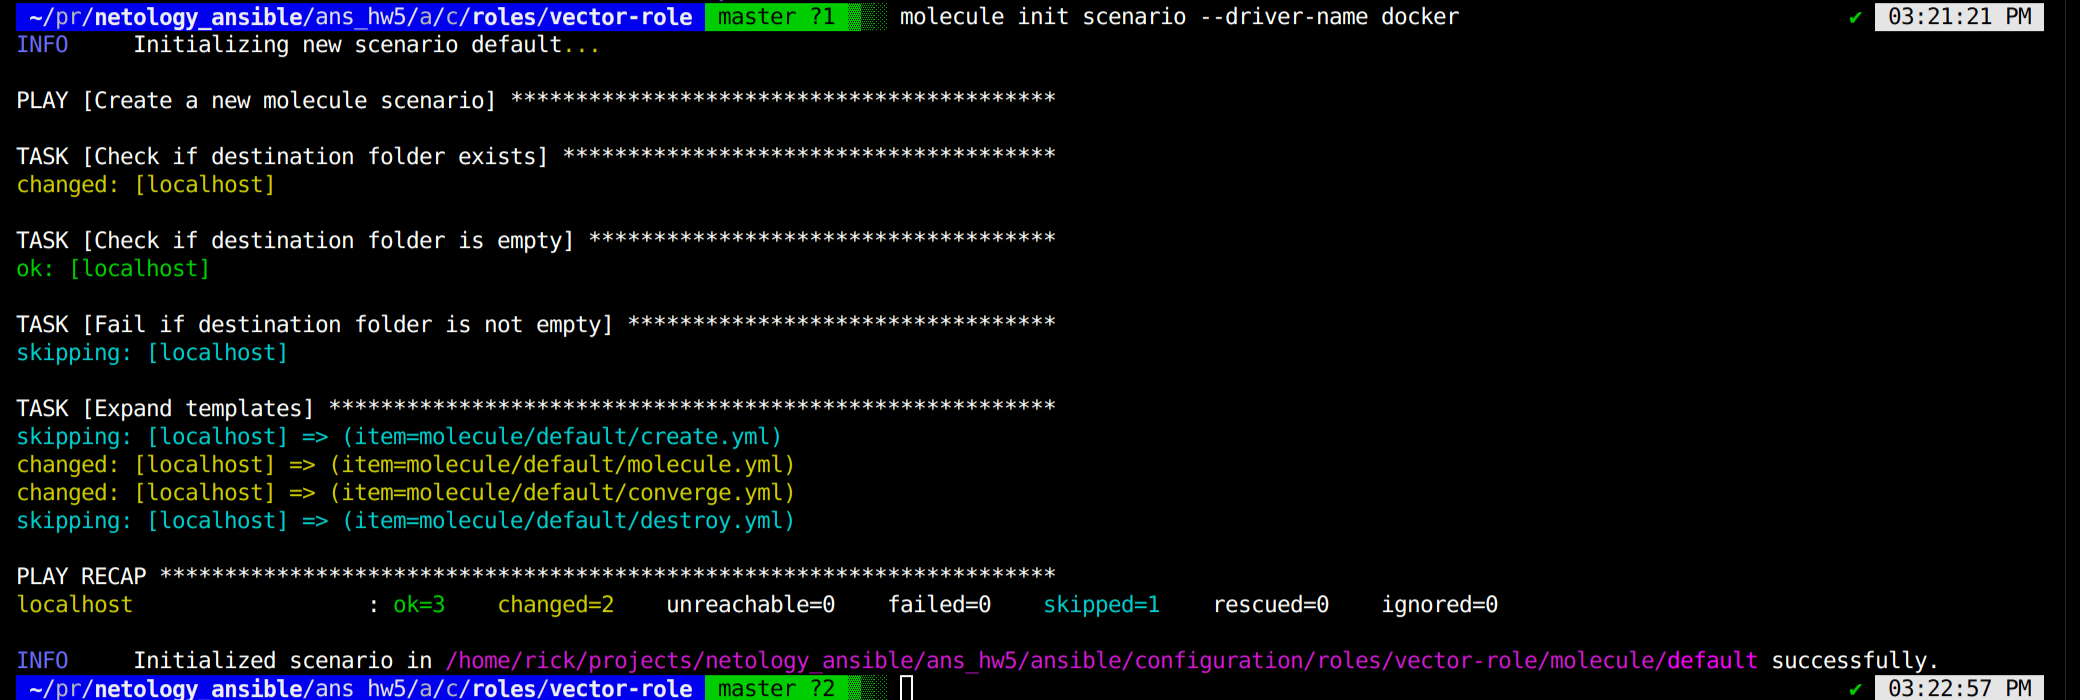 ~/pr/netology_ansible/ans_hw5/a/c/roles/vector-role master ?1 molecule init scenario --driver-name docker ✔ 03:21:21 PM
INFO Initializing new scenario default...
PLAY [Create a new molecule scenario] ******************************************
TASK [Check if destination folder exists] **************************************
changed: [localhost]
TASK [Check if destination folder is empty] ************************************
ok: [localhost]
TASK [Fail if destination folder is not empty] *********************************
skipping: [localhost]
TASK [Expand templates] ********************************************************
skipping: [localhost] => (item=molecule/default/create.yml)
changed: [localhost] => (item=molecule/default/molecule.yml)
changed: [localhost] => (item=molecule/default/converge.yml)
skipping: [localhost] => (item=molecule/default/destroy.yml)
PLAY RECAP *********************************************************************
localhost : ok=3 changed=2 unreachable=0 failed=0 skipped=1 rescued=0 ignored=0
INFO Initialized scenario in /home/rick/projects/netology_ansible/ans_hw5/ansible/configuration/roles/vector-role/molecule/default successfully.
~/pr/netology_ansible/ans_hw5/a/c/roles/vector-role master ?2 ✔ 03:22:57 PM